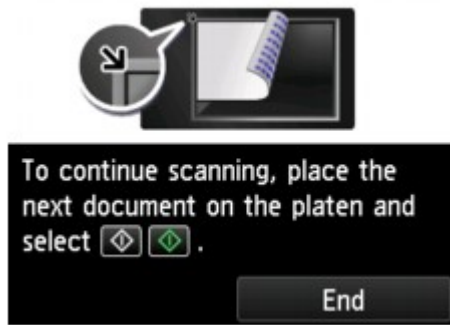 To continue scanning, place the
next document on the platen and
select .
End